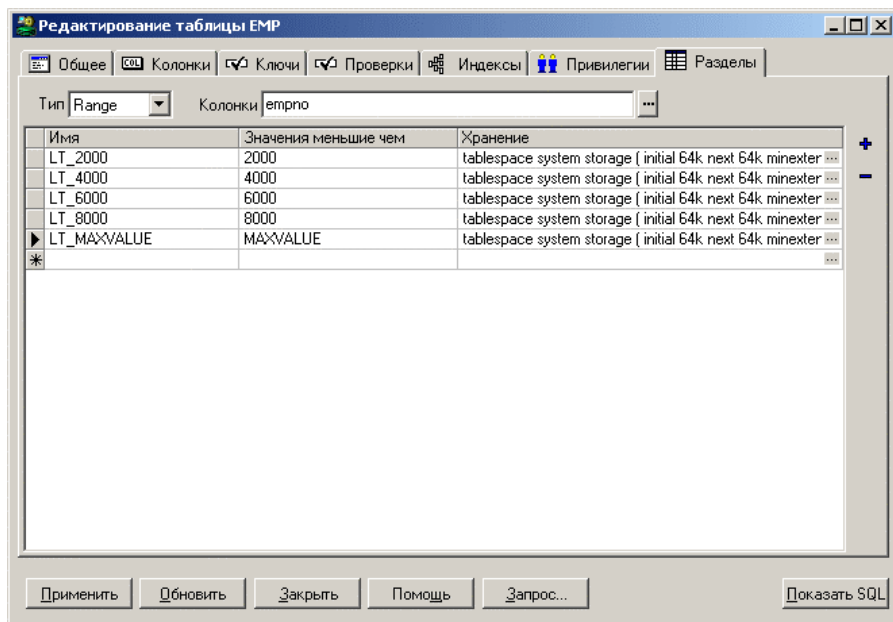 Редактирование таблицы EMP
Общее COL Колонки Ключи Проверки Индексы Привилегии Разделы
Тип Range Колонки empno ...
Имя Значения меньшие чем Хранение
LT_2000 2000 tablespace system storage ( initial 64k next 64k minexter ...
LT_4000 4000 tablespace system storage ( initial 64k next 64k minexter ...
LT_6000 6000 tablespace system storage ( initial 64k next 64k minexter ...
LT_8000 8000 tablespace system storage ( initial 64k next 64k minexter ...
LT_MAXVALUE MAXVALUE tablespace system storage ( initial 64k next 64k minexter ...
...
Применить Обновить Закрыть Помощь Запрос... Показать SQL